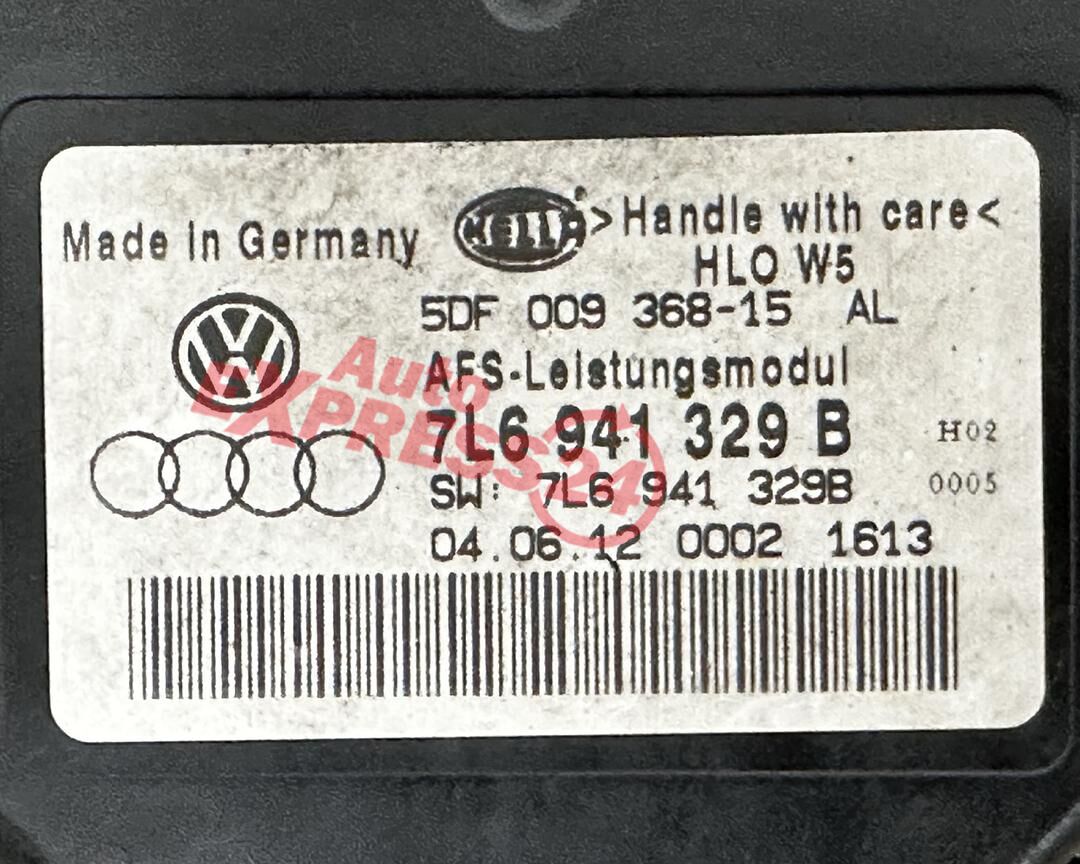 Made in Germany
HELLA
>Handle with care<
HLO W5
5DF 009 368-15 AL
AFS-Leistungsmodul
7L6 941 329 B
H02
SW: 7L6 941 329B
0005
04.06.12 0002 1613
Auto
EXPRESS24